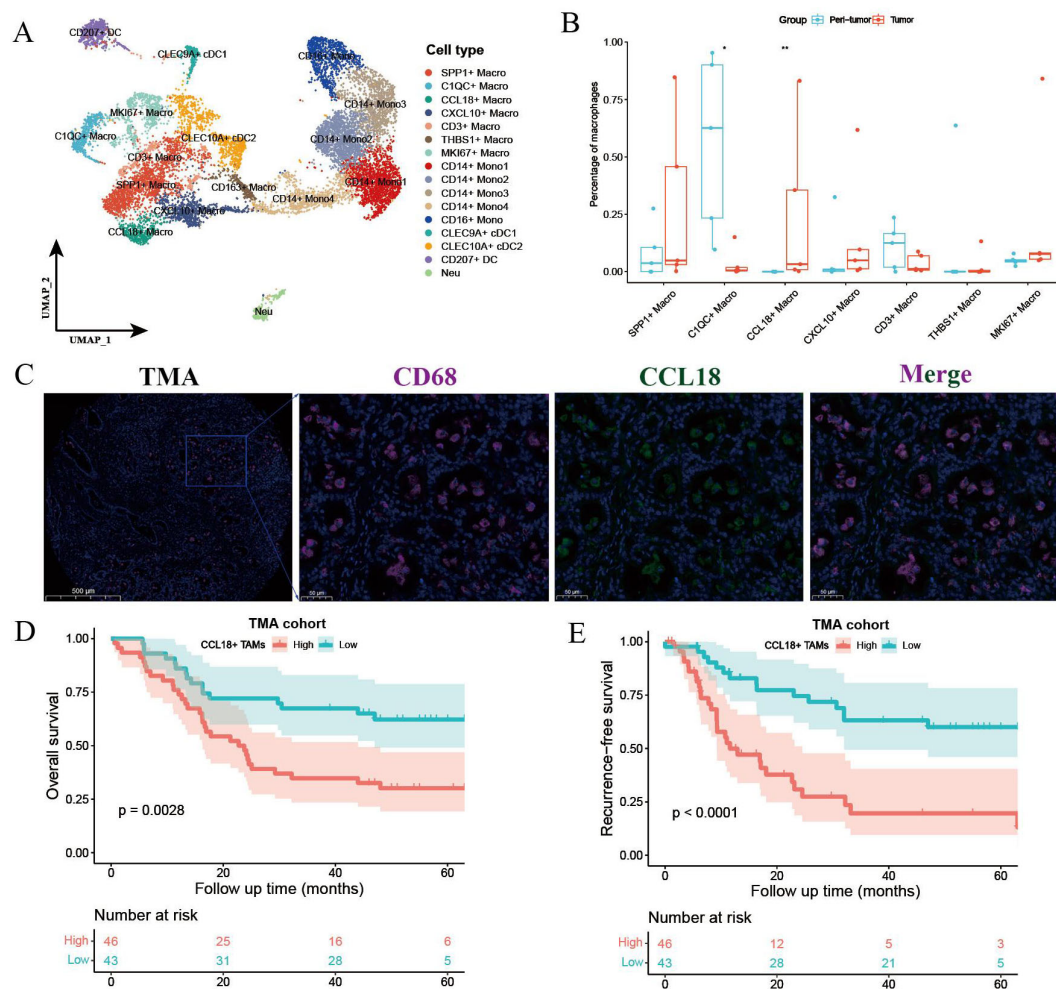 A
CD207+ DC
CLEC9A+ cDC1
CD16+ Mono
CD14+ Mono3
MKI67+ Macro
C1QC+ Macro
CLEC10A+ cDC2
CD14+ Mono2
CD3+ Macro
SPP1+ Macro
CD163+ Macro
CD14+ Mono1
CXCL10+ Macro
CD14+ Mono4
CCL18+ Macro
Neu
UMAP_2
UMAP_1
Cell type
SPP1+ Macro
C1QC+ Macro
CCL18+ Macro
CXCL10+ Macro
CD3+ Macro
THBS1+ Macro
MKI67+ Macro
CD14+ Mono1
CD14+ Mono2
CD14+ Mono3
CD14+ Mono4
CD16+ Mono
CLEC9A+ cDC1
CLEC10A+ cDC2
CD207+ DC
Neu
B
Group Peri-tumor Tumor
Percentage of macrophages
1.00
0.75
0.50
0.25
0.00
* **
SPP1+ Macro
C1QC+ Macro
CCL18+ Macro
CXCL10+ Macro
CD3+ Macro
THBS1+ Macro
MKI67+ Macro
C
TMA CD68 CCL18 Merge
500 μm
50 μm
50 μm
50 μm
D
TMA cohort
CCL18+ TAMs High Low
Overall survival
1.00
0.75
0.50
0.25
0.00
p = 0.0028
0 20 40 60
Follow up time (months)
Number at risk
High 46 25 16 6
Low 43 31 28 5
0 20 40 60
E
TMA cohort
CCL18+ TAMs High Low
Recurrence-free survival
1.00
0.75
0.50
0.25
0.00
p < 0.0001
0 20 40 60
Follow up time (months)
Number at risk
High 46 12 5 3
Low 43 28 21 5
0 20 40 60